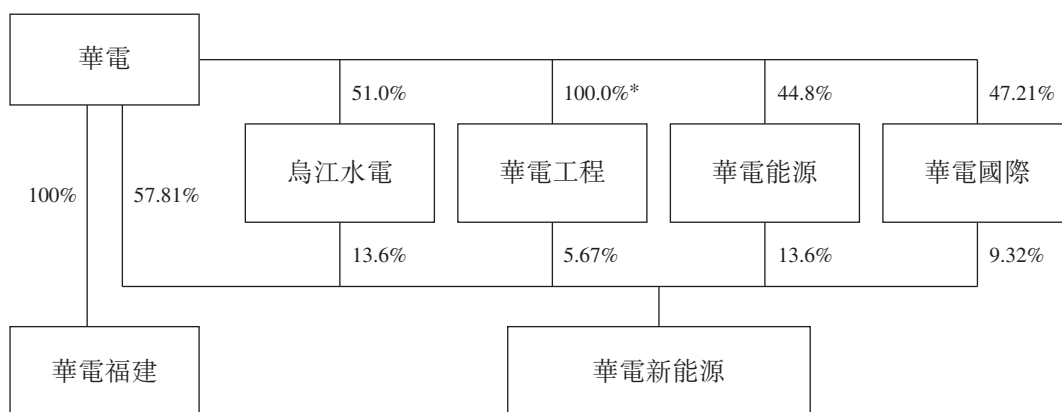 華電
51.0%
100.0%*
44.8%
47.21%
烏江水電
華電工程
華電能源
華電國際
100%
57.81%
13.6%
5.67%
13.6%
9.32%
華電福建
華電新能源